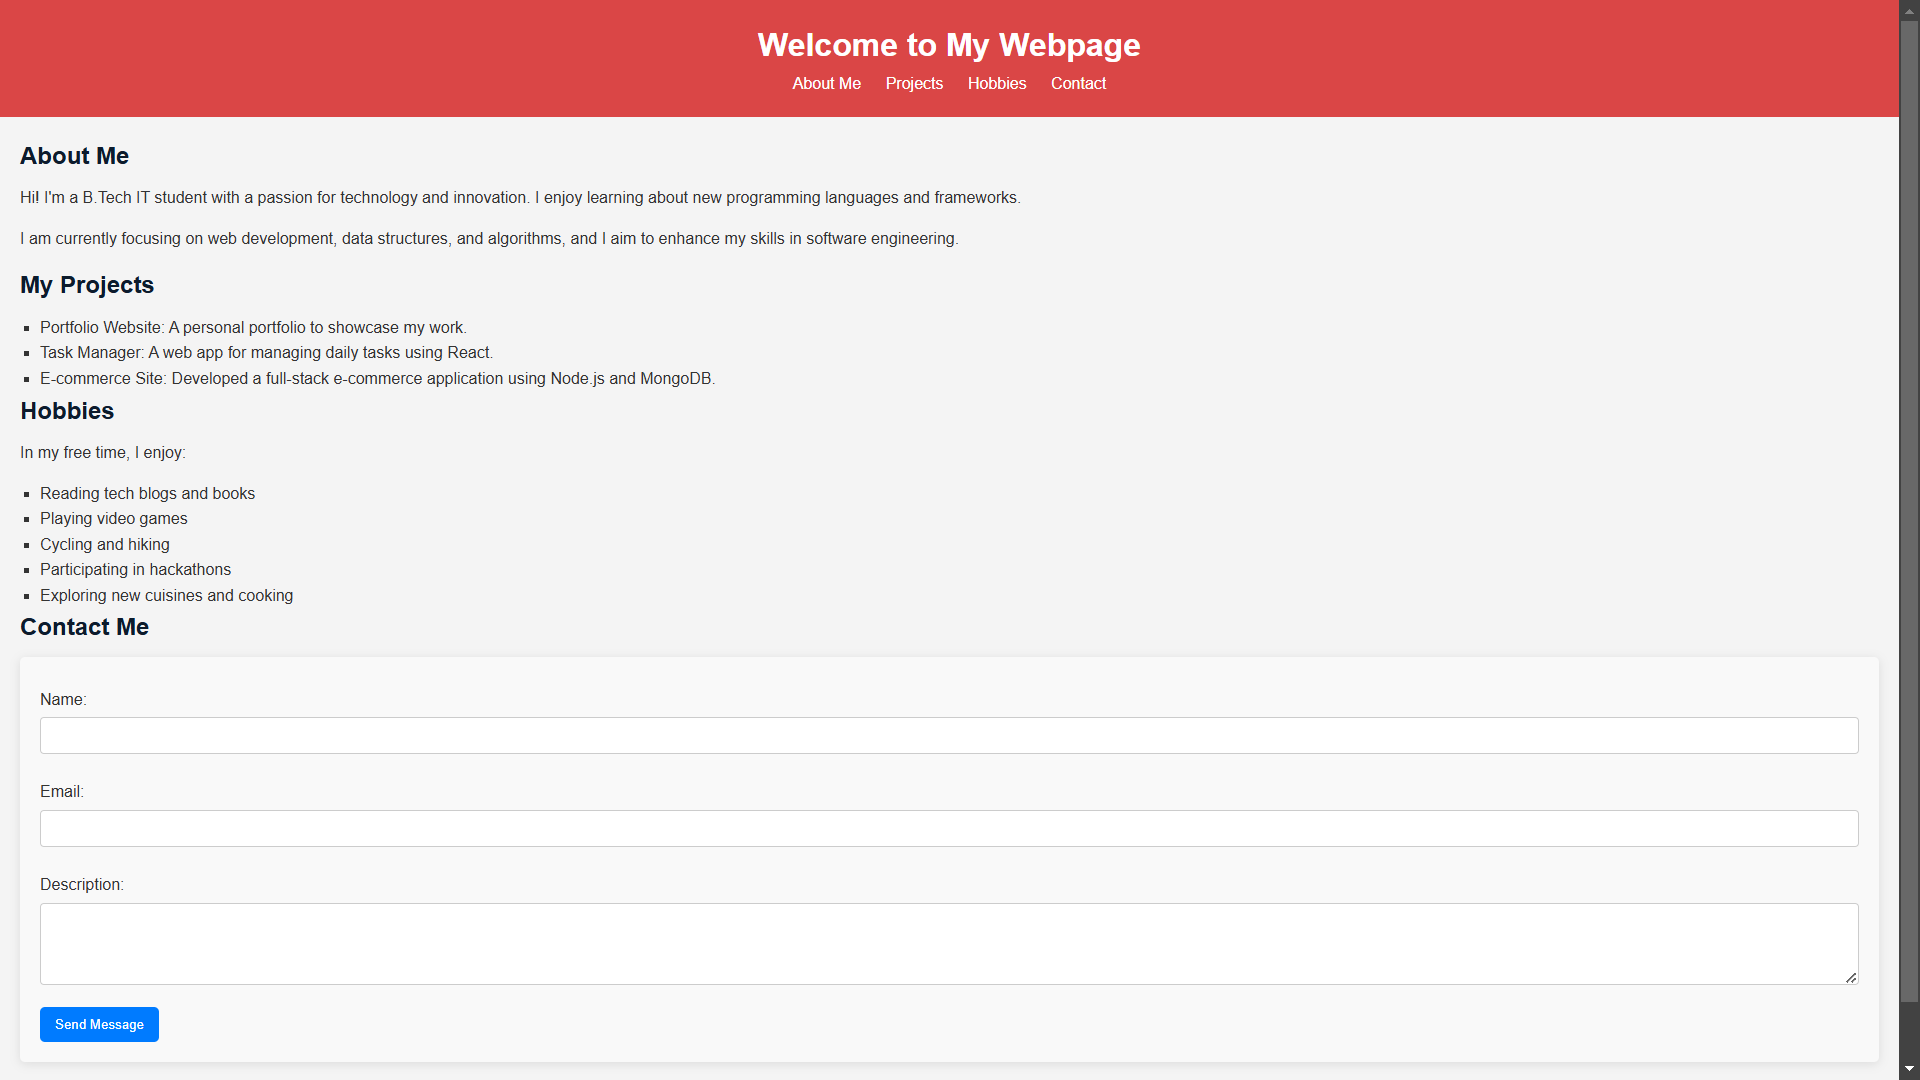 Welcome to My Webpage
About Me Projects Hobbies Contact
About Me
Hi! I'm a B.Tech IT student with a passion for technology and innovation. I enjoy learning about new programming languages and frameworks.
I am currently focusing on web development, data structures, and algorithms, and I aim to enhance my skills in software engineering.
My Projects
Portfolio Website: A personal portfolio to showcase my work.
Task Manager: A web app for managing daily tasks using React.
E-commerce Site: Developed a full-stack e-commerce application using Node.js and MongoDB.
Hobbies
In my free time, I enjoy:
Reading tech blogs and books
Playing video games
Cycling and hiking
Participating in hackathons
Exploring new cuisines and cooking
Contact Me
Name:
Email:
Description:
Send Message